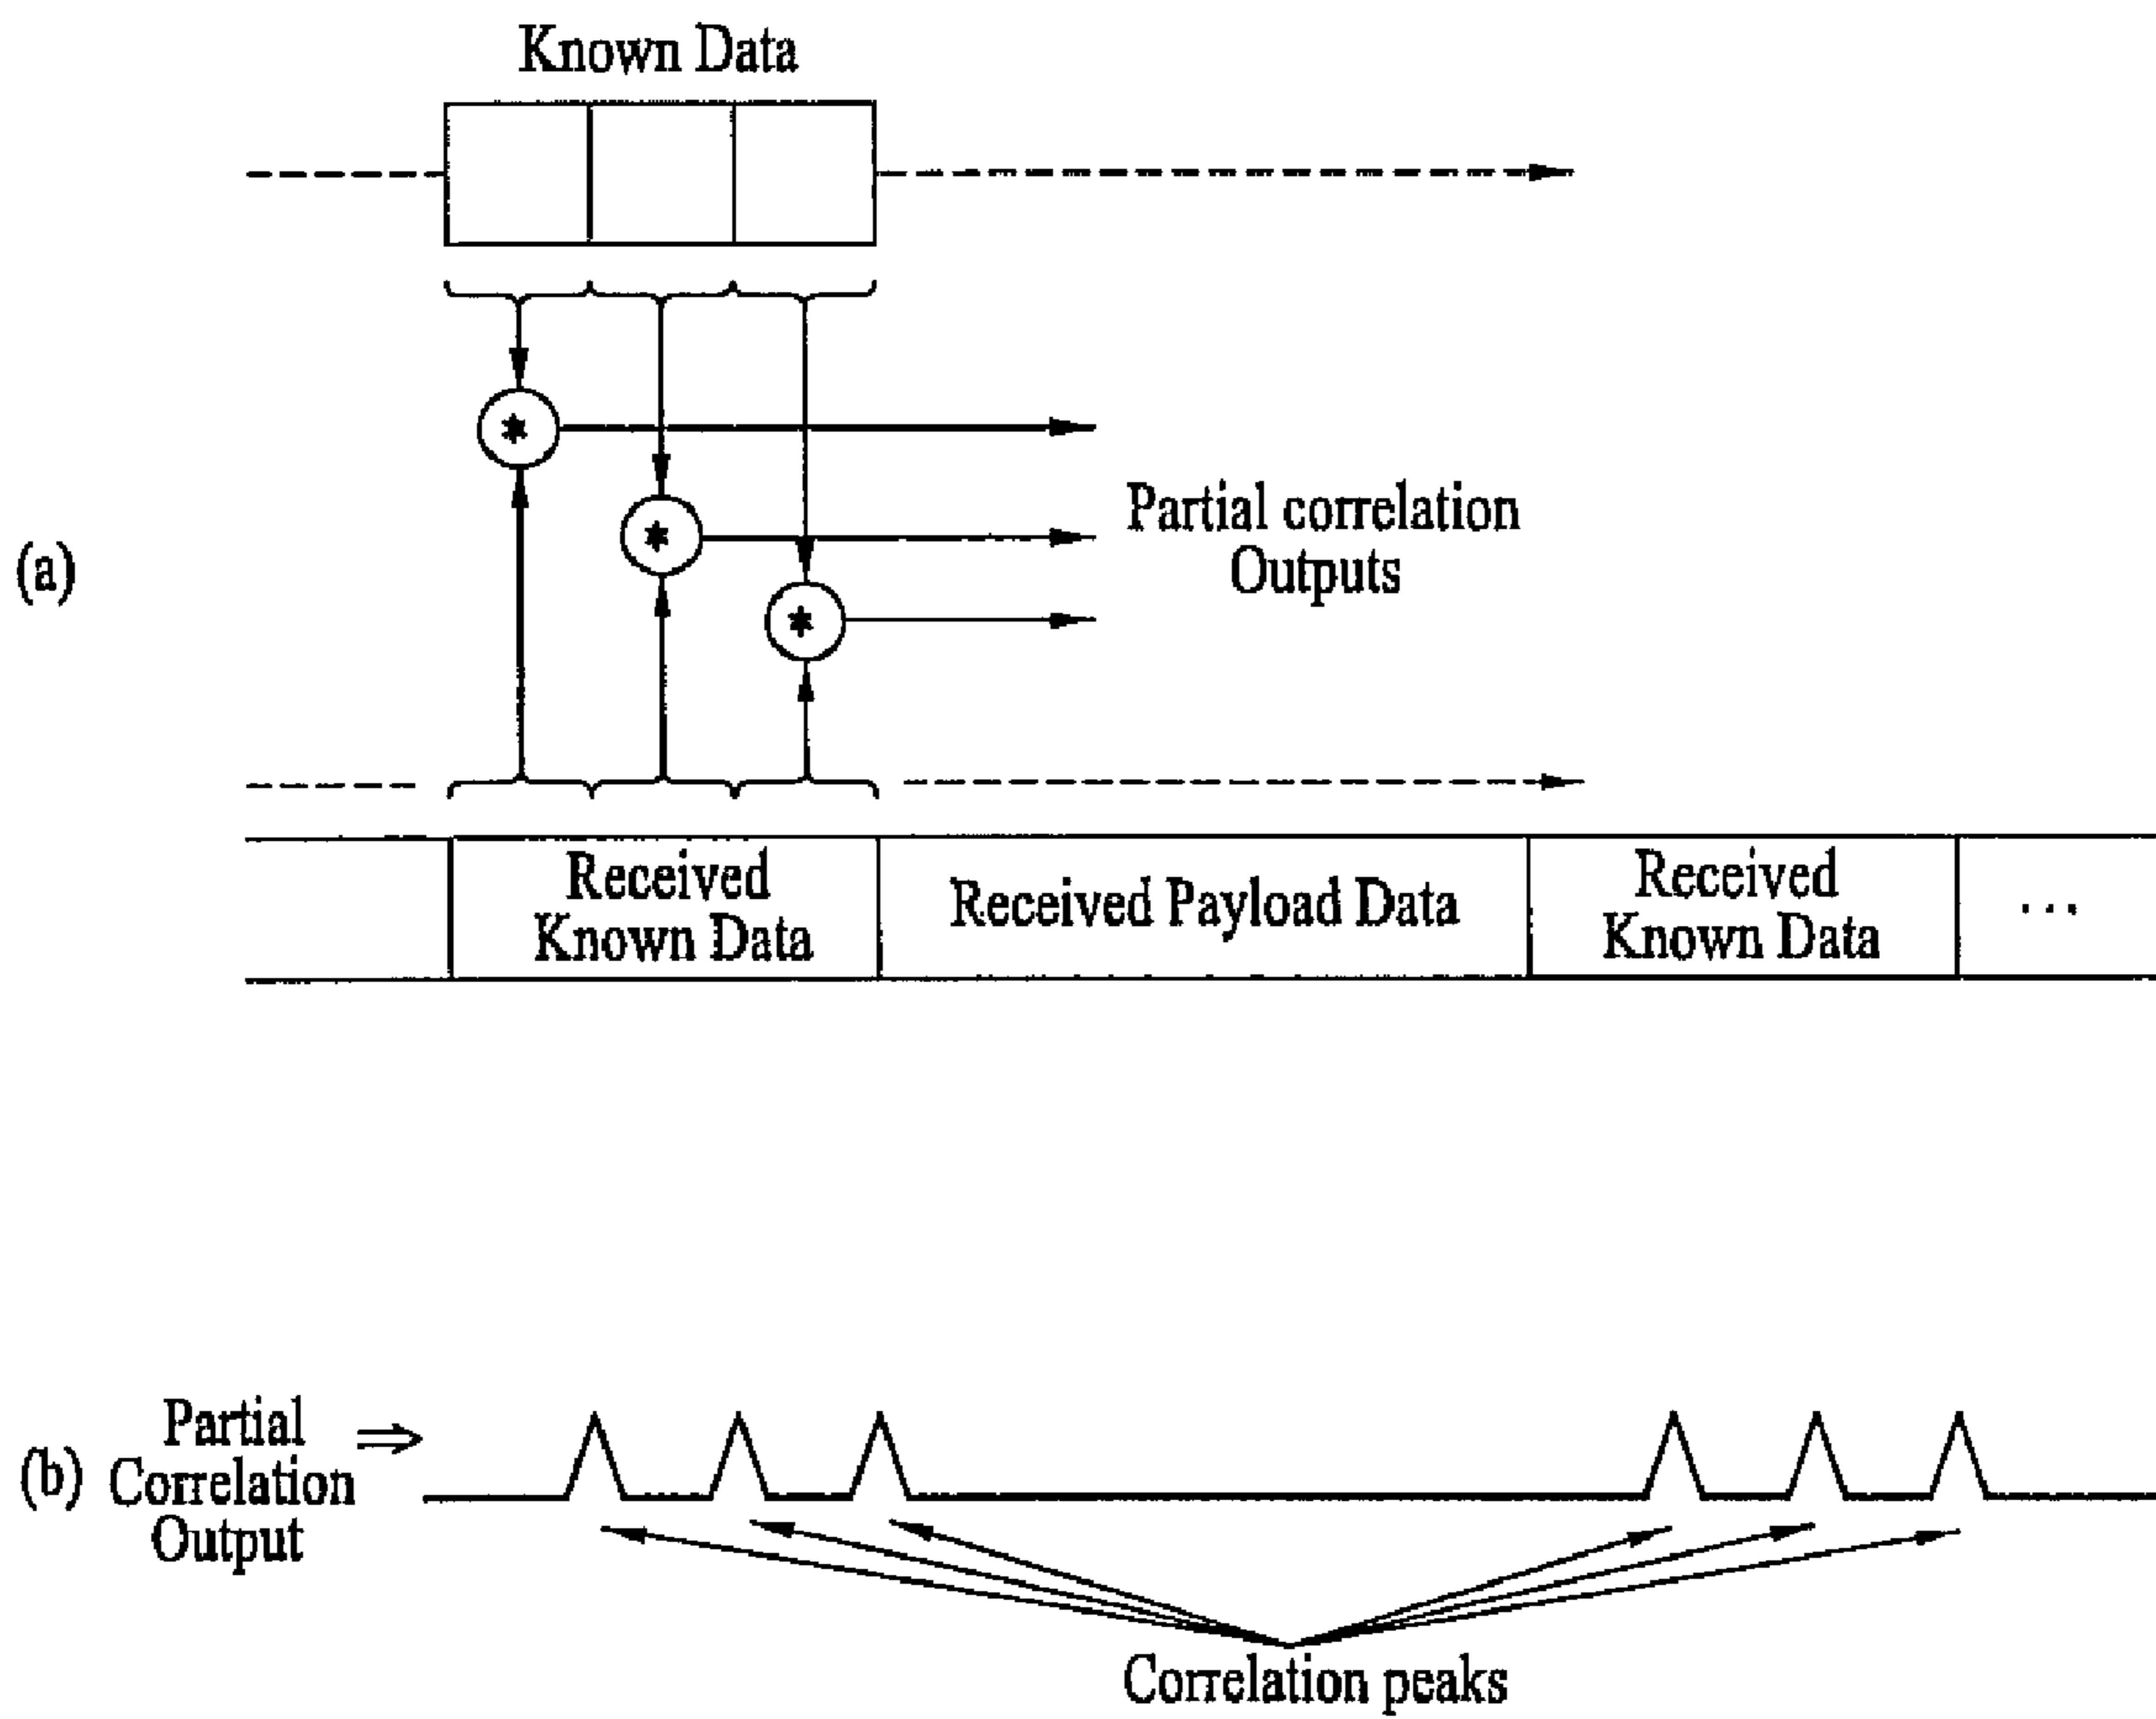 Known Data
*
*
*
Partial correlation
Outputs
(a)
Received
Known Data
Received Payload Data
Received
Known Data
...
(b)
Partial
Correlation
Output
Correlation peaks